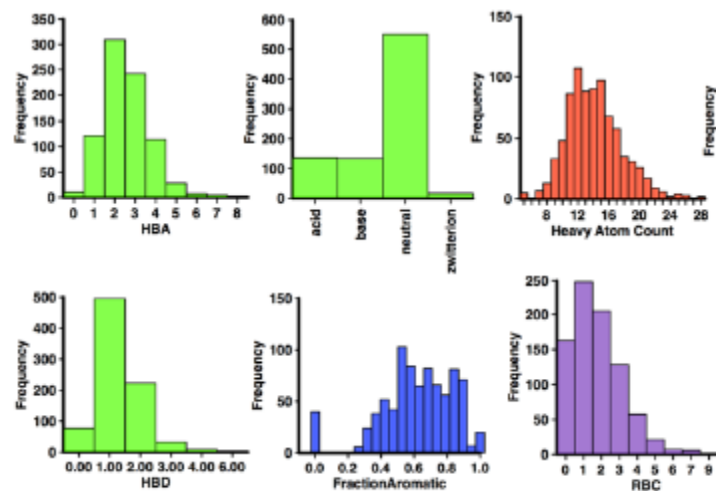 350
300
250
200
150
100
50
0
Frequency
0 1 2 3 4 5 6 7 8
HBA
600
500
400
300
200
100
0
Frequency
acid
base
neutral
zwitterion
150
100
50
0
Frequency
8 12 16 20 24 28
Heavy Atom Count
Frequency
500
400
300
200
100
0
Frequency
0.00 1.00 2.00 3.00 4.00 6.00
HBD
150
100
50
0
Frequency
0.0 0.2 0.4 0.6 0.8 1.0
FractionAromatic
250
200
150
100
50
0
Frequency
0 1 2 3 4 5 6 7 9
RBC